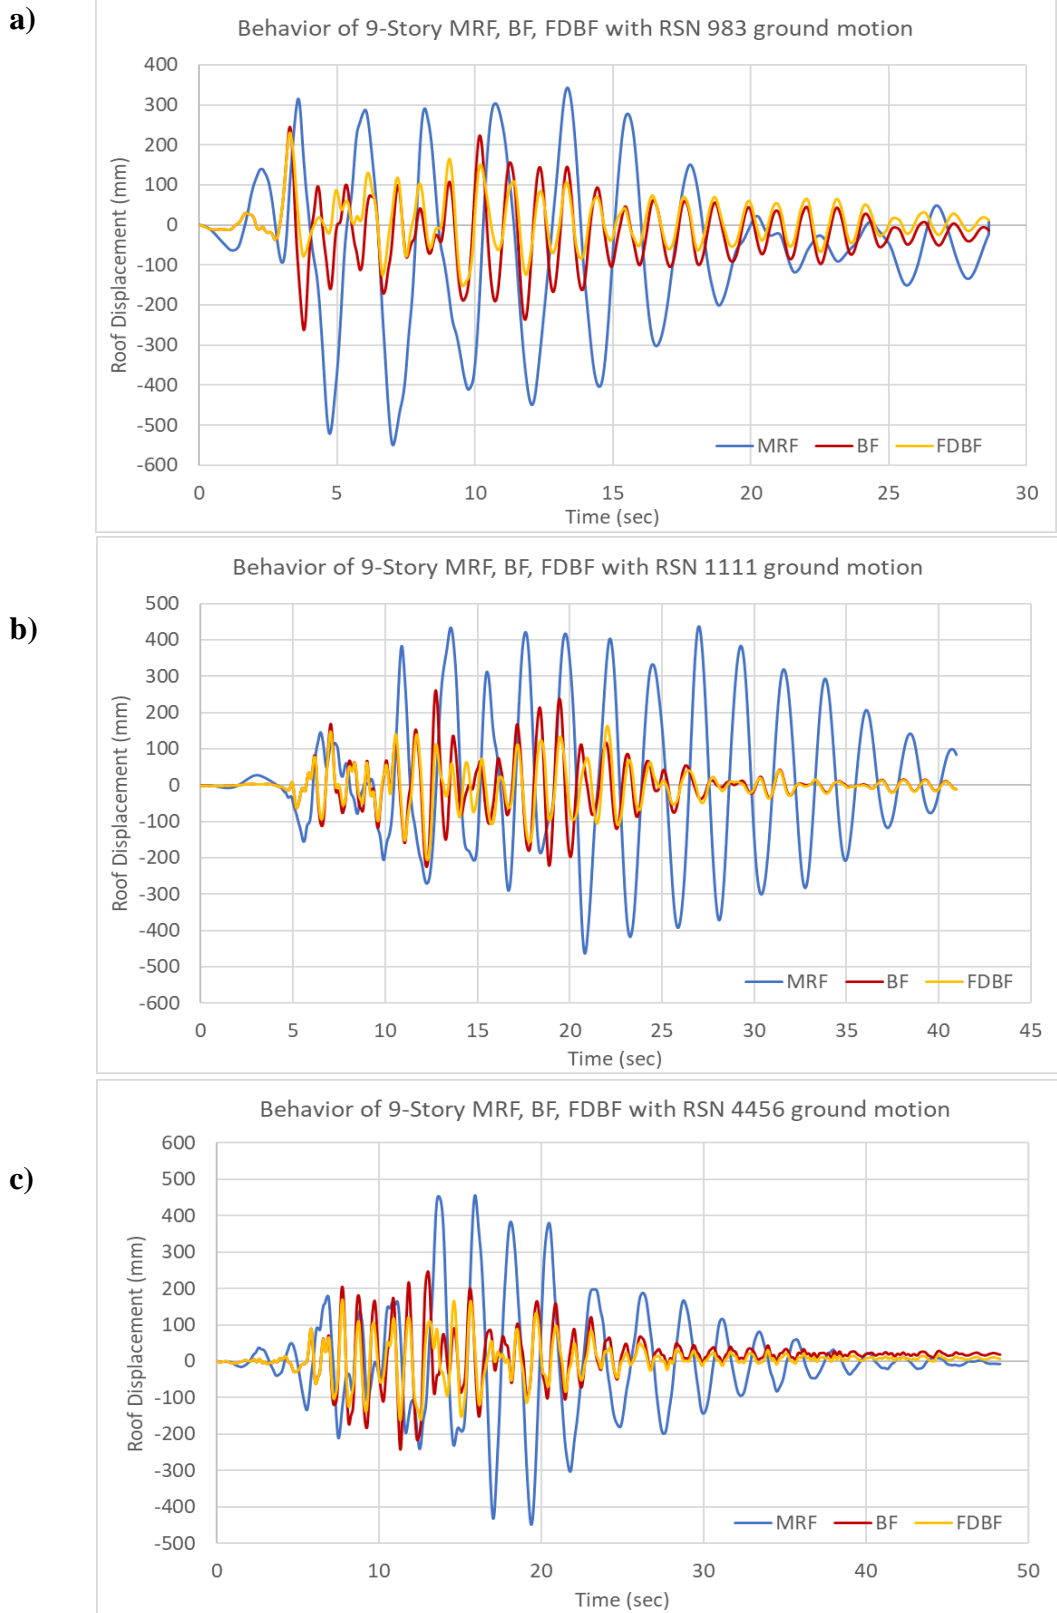 a)
Behavior of 9-Story MRF, BF, FDBF with RSN 983 ground motion
400
300
200
100
0
-100
-200
-300
-400
-500
-600
Roof Displacement (mm)
MRF BF FDBF
0 5 10 15 20 25 30
Time (sec)
b)
Behavior of 9-Story MRF, BF, FDBF with RSN 1111 ground motion
500
400
300
200
100
0
-100
-200
-300
-400
-500
-600
Roof Displacement (mm)
MRF BF FDBF
0 5 10 15 20 25 30 35 40 45
Time (sec)
c)
Behavior of 9-Story MRF, BF, FDBF with RSN 4456 ground motion
600
500
400
300
200
100
0
-100
-200
-300
-400
-500
Roof Displacement (mm)
MRF BF FDBF
0 10 20 30 40 50
Time (sec)